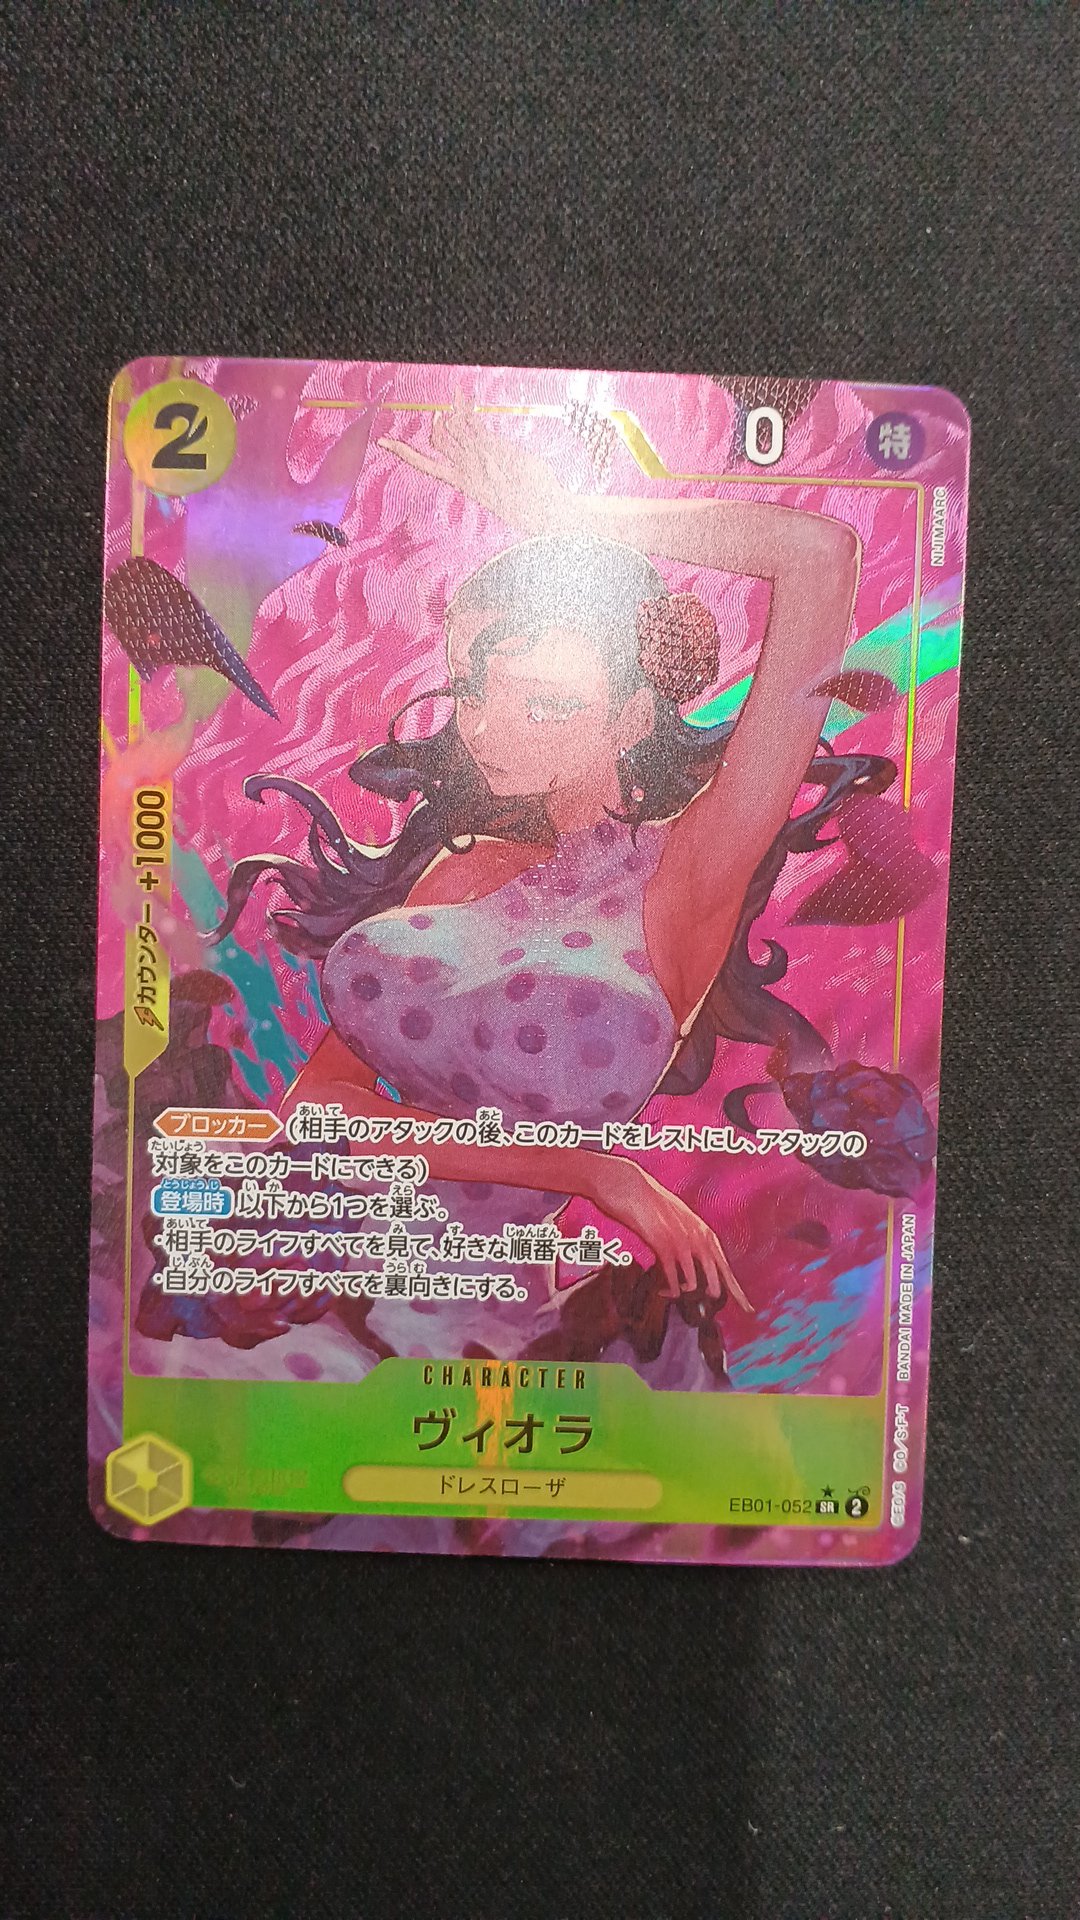 2
0
特
NIJIMAARC
カウンター +1000
ブロッカー (相手のアタックの後、このカードをレストにし、アタックの
対象をこのカードにできる)
登場時 以下から1つを選ぶ。
・相手のライフすべてを見て、好きな順番で置く。
・自分のライフすべてを裏向きにする。
BANDAI MADE IN JAPAN
CHARACTER
ヴィオラ
ドレスローザ
EB01-052 SR 2